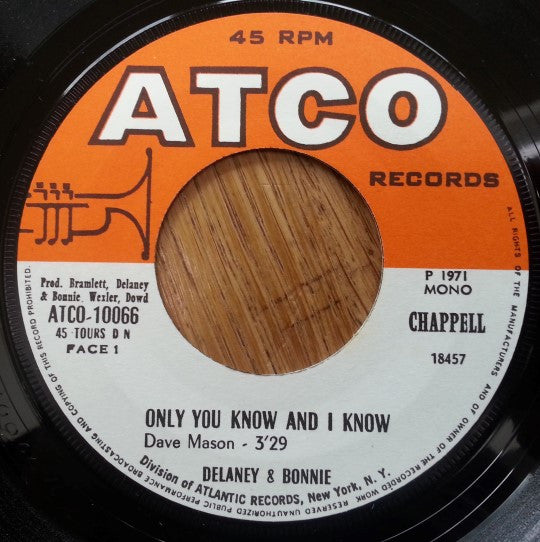 45 RPM
ATCO
RECORDS
Prod. Bramlett, Delaney
& Bonnie, Wexler, Dowd
ATCO-10066
45 TOURS D N
FACE 1
P 1971
MONO
CHAPPELL
18457
ONLY YOU KNOW AND I KNOW
Dave Mason - 3'29
DELANEY & BONNIE
Division of ATLANTIC RECORDS, New York, N. Y.
ALL RIGHTS OF THE MANUFACTURERS AND OF OWNER OF THE RECORDED WORK RESERVED. UNAUTHORIZED PUBLIC PERFORMANCE BROADCASTING AND COPYING OF THIS RECORD PROHIBITED.